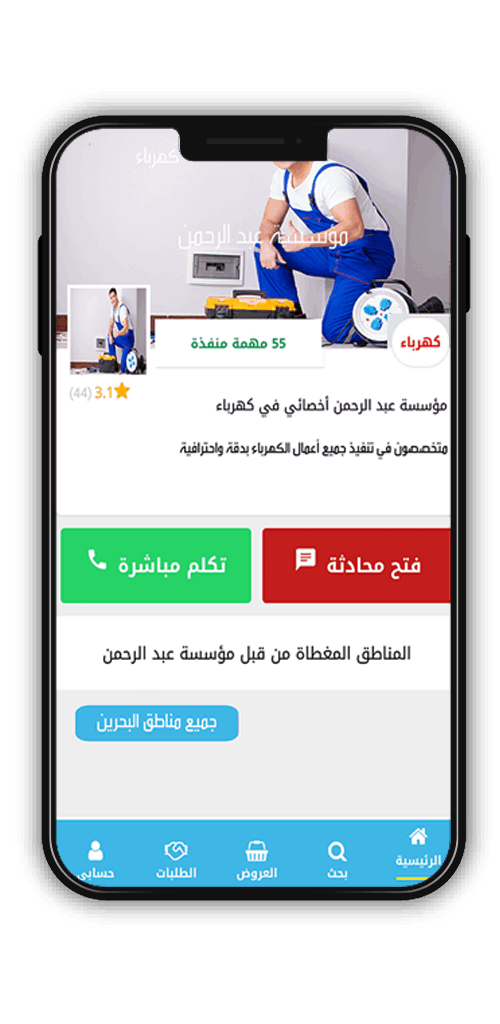 كهرباء
مؤسسة عبد الرحمن
كهرباء
55 مهمة منفذة
3.1 (44)
مؤسسة عبد الرحمن أخصائي في كهرباء
متخصصون في تنفيذ جميع أعمال الكهرباء بدقة واحترافية
فتح محادثة
تكلم مباشرة
المناطق المغطاة من قبل مؤسسة عبد الرحمن
جميع مناطق البحرين
الرئيسية
بحث
العروض
الطلبات
حسابي